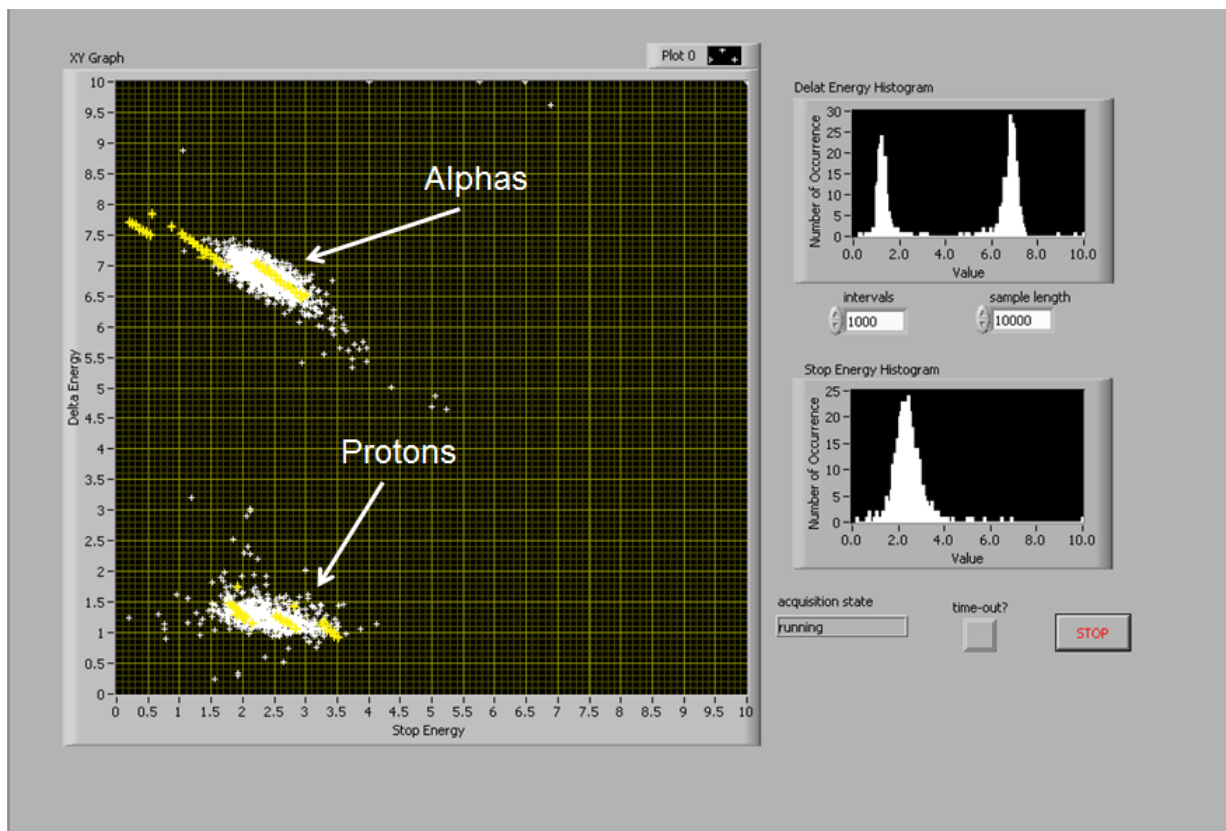 XY Graph
Plot 0
10
9.5
9
8.5
8
7.5
7
6.5
6
5.5
5
4.5
4
3.5
3
2.5
2
1.5
1
0.5
0
Delta Energy
Alphas
Protons
0 0.5 1 1.5 2 2.5 3 3.5 4 4.5 5 5.5 6 6.5 7 7.5 8 8.5 9 9.5 10
Stop Energy
Delat Energy Histogram
Number of Occurrence
30
25
20
15
10
5
0
0.0 2.0 4.0 6.0 8.0 10.0
Value
intervals
1000
sample length
10000
Stop Energy Histogram
Number of Occurrence
25
20
15
10
5
0
0.0 2.0 4.0 6.0 8.0 10.0
Value
acquisition state
running
time-out?
STOP